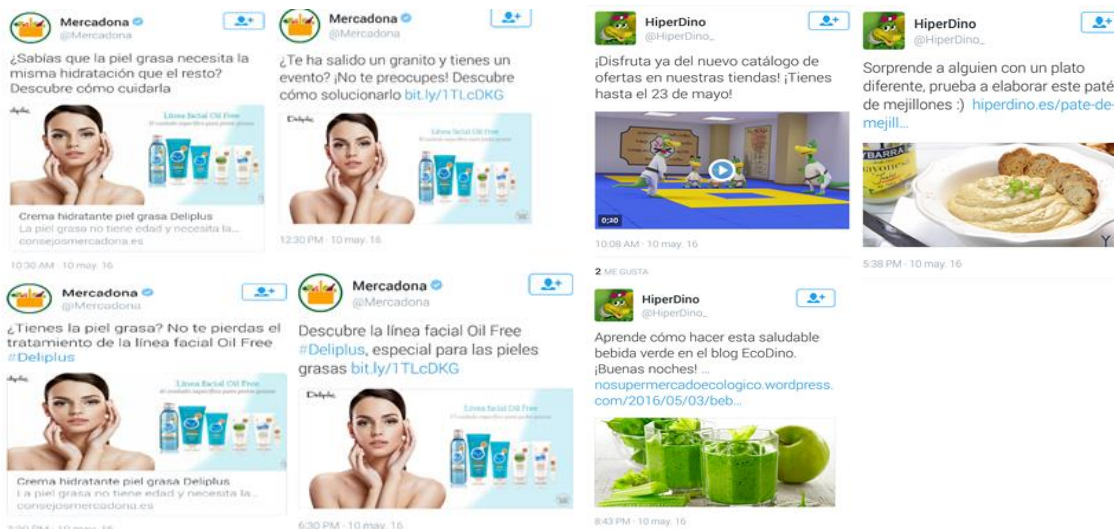 Mercadona
@Mercadona
¿Sabías que la piel grasa necesita la
misma hidratación que el resto?
Descubre cómo cuidarla
Deliplus
Línea facial Oil Free
Crema hidratante piel grasa Deliplus
La piel grasa no tiene edad y necesita la...
consejosmercadona.es
10:30 AM · 10 may. 16
Mercadona
@Mercadona
¿Te ha salido un granito y tienes un
evento? ¡No te preocupes! Descubre
cómo solucionarlo bit.ly/1TLcDKG
Deliplus
Línea facial Oil Free
12:30 PM · 10 may. 16
Mercadona
@Mercadona
¿Tienes la piel grasa? No te pierdas el
tratamiento de la línea facial Oil Free
#Deliplus
Línea facial Oil Free
Crema hidratante piel grasa Deliplus
La piel grasa no tiene edad y necesita la...
consejosmercadona.es
Mercadona
@Mercadona
Descubre la línea facial Oil Free
#Deliplus, especial para las pieles
grasas bit.ly/1TLcDKG
Deliplus
Línea facial Oil Free
6:30 PM · 10 may. 16
HiperDino
@HiperDino_
¡Disfruta ya del nuevo catálogo de
ofertas en nuestras tiendas! ¡Tienes
hasta el 23 de mayo!
0:30
10:08 AM · 10 may. 16
2 ME GUSTA
HiperDino
@HiperDino_
Sorprende a alguien con un plato
diferente, prueba a elaborar este paté
de mejillones :) hiperdino.es/pate-de-
mejill...
YBARRA
5:38 PM · 10 may. 16
HiperDino
@HiperDino_
Aprende cómo hacer esta saludable
bebida verde en el blog EcoDino.
¡Buenas noches! ...
nosupermercadoecologico.wordpress.
com/2016/05/03/beb...
8:43 PM · 10 may. 16